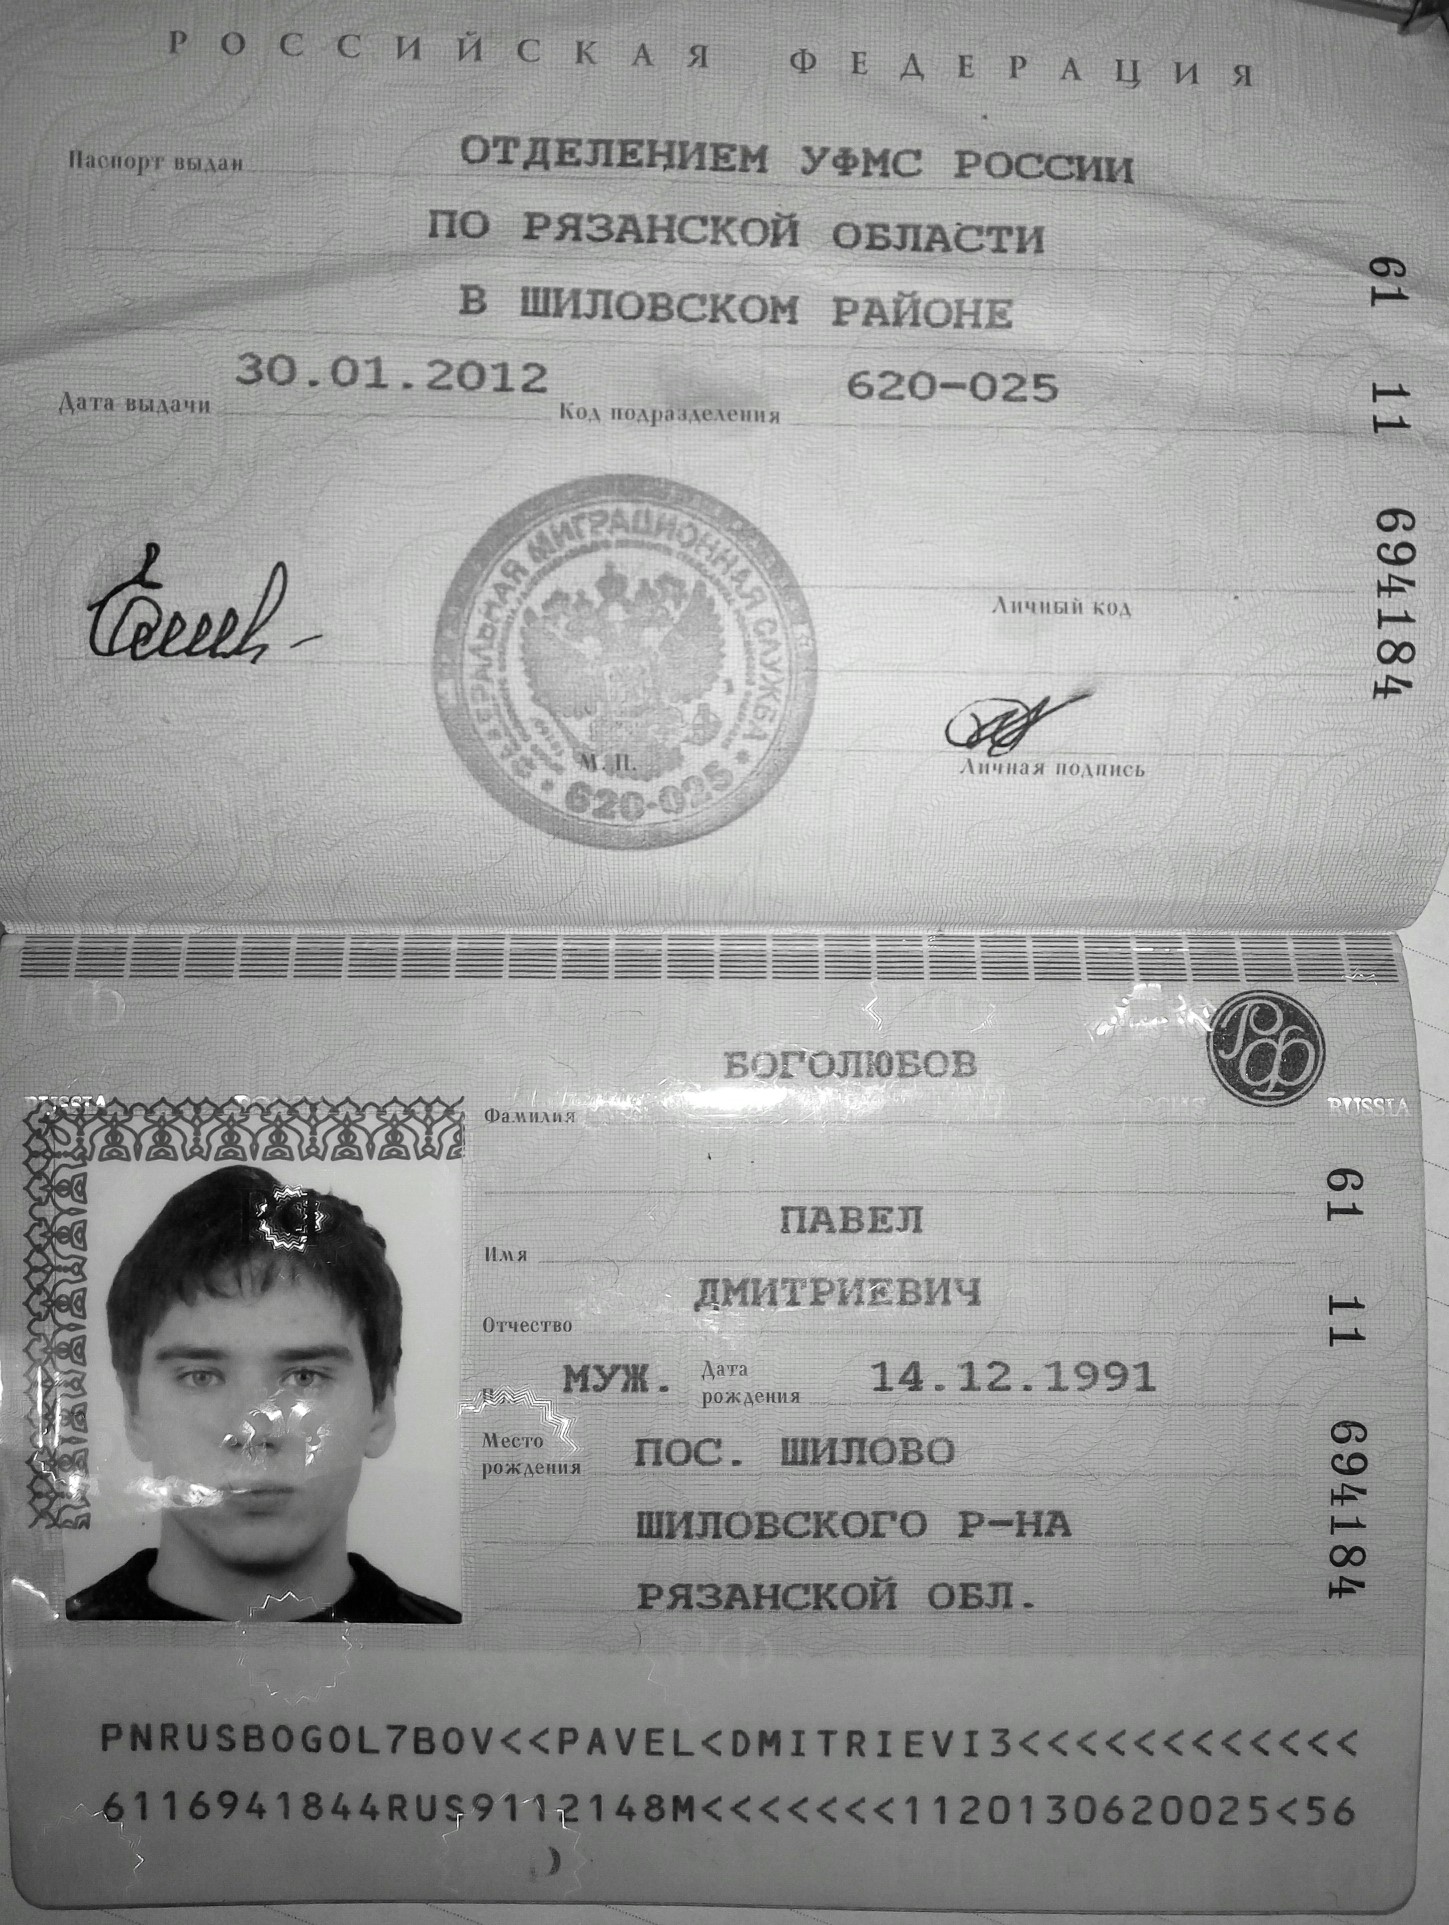 РОССИЙСКАЯ ФЕДЕРАЦИЯ
Паспорт выдан ОТДЕЛЕНИЕМ УФМС РОССИИ
ПО РЯЗАНСКОЙ ОБЛАСТИ
В ШИЛОВСКОМ РАЙОНЕ
Дата выдачи 30.01.2012 Код подразделения 620-025
61 11 694184
ФЕДЕРАЛЬНАЯ МИГРАЦИОННАЯ СЛУЖБА
620-025
М.П.
Личный код
Личная подпись
РФ
БОГОЛЮБОВ
Фамилия
RUSSIA
RUSSIA
ПАВЕЛ
Имя
ДМИТРИЕВИЧ
Отчество
МУЖ. Дата рождения 14.12.1991
Место рождения ПОС. ШИЛОВО
ШИЛОВСКОГО Р-НА
РЯЗАНСКОЙ ОБЛ.
61 11 694184
PNRUSBOGOL7BOV<<PAVEL<DMITRIEVI3<<<<<<<<<<<<
6116941844RUS9112148M<<<<<<<1120130620025<56